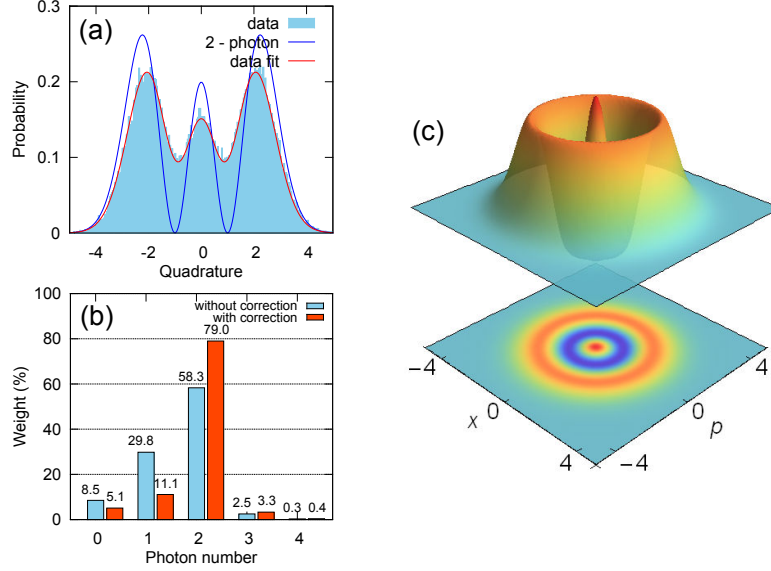 (a)
data
2 - photon
data fit
0.3
0.2
0.1
0
Probability
-4
-2
0
2
4
Quadrature
(b)
without correction
with correction
100
80
60
40
20
0
Weight (%)
8.5
5.1
29.8
11.1
58.3
79.0
2.5
3.3
0.3
0.4
0
1
2
3
4
Photon number
(c)
−4
0
4
x
−4
0
4
p